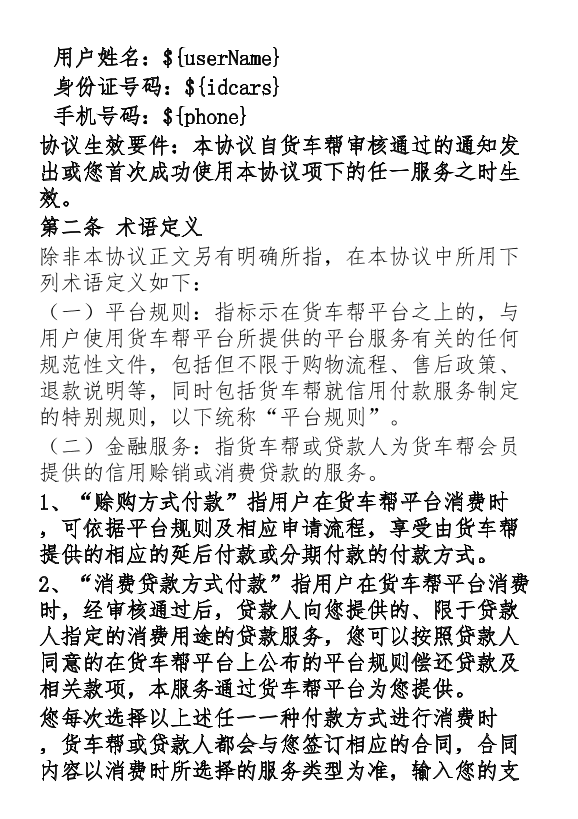 用户姓名：${userName}
身份证号码：${idcars}
手机号码：${phone}
协议生效要件：本协议自货车帮审核通过的通知发
出或您首次成功使用本协议项下的任一服务之时生
效。
第二条 术语定义
除非本协议正文另有明确所指，在本协议中所用下
列术语定义如下：
（一）平台规则：指标示在货车帮平台之上的，与
用户使用货车帮平台所提供的平台服务有关的任何
规范性文件，包括但不限于购物流程、售后政策、
退款说明等，同时包括货车帮就信用付款服务制定
的特别规则，以下统称“平台规则”。
（二）金融服务：指货车帮或贷款人为货车帮会员
提供的信用赊销或消费贷款的服务。
1、“赊购方式付款”指用户在货车帮平台消费时
，可依据平台规则及相应申请流程，享受由货车帮
提供的相应的延后付款或分期付款的付款方式。
2、“消费贷款方式付款”指用户在货车帮平台消费
时，经审核通过后，贷款人向您提供的、限于贷款
人指定的消费用途的贷款服务，您可以按照贷款人
同意的在货车帮平台上公布的平台规则偿还贷款及
相关款项，本服务通过货车帮平台为您提供。
您每次选择以上述任一一种付款方式进行消费时
，货车帮或贷款人都会与您签订相应的合同，合同
内容以消费时所选择的服务类型为准，输入您的支